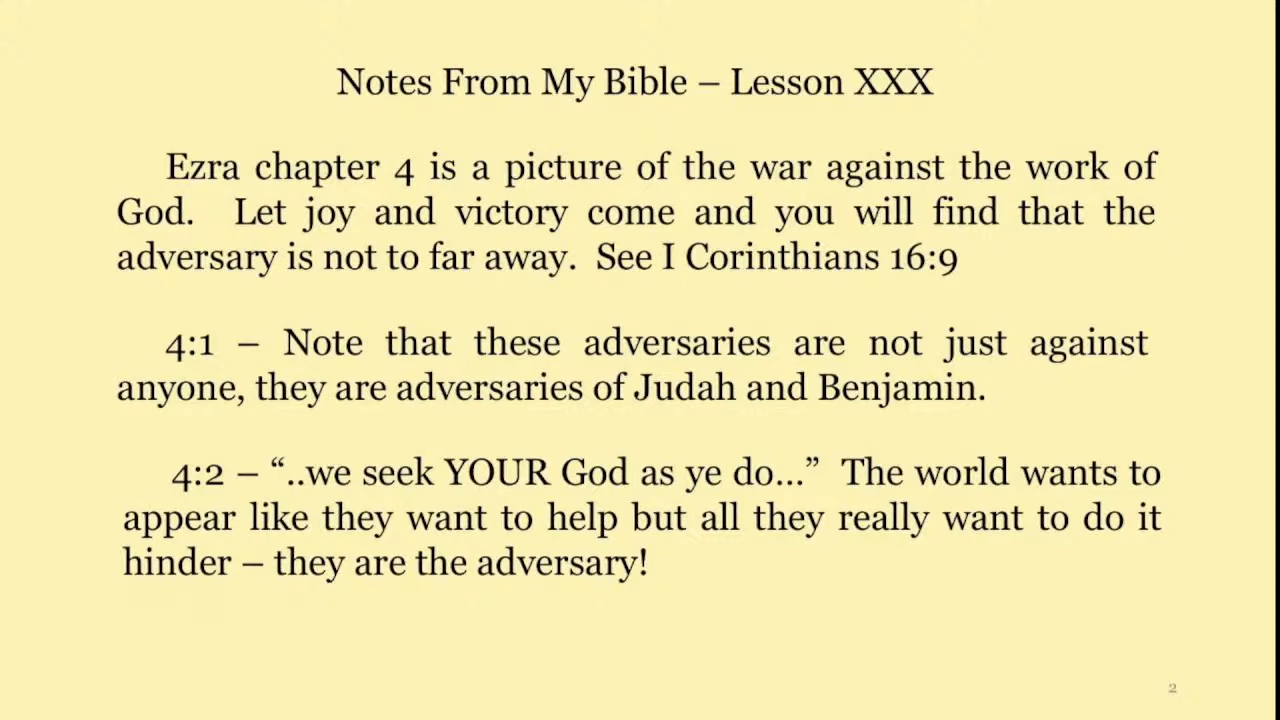 Notes From My Bible – Lesson XXX
Ezra chapter 4 is a picture of the war against the work of
God.  Let joy and victory come and you will find that the
adversary is not to far away.  See I Corinthians 16:9
4:1 – Note that these adversaries are not just against
anyone, they are adversaries of Judah and Benjamin.
4:2 – “..we seek YOUR God as ye do…”  The world wants to
appear like they want to help but all they really want to do it
hinder – they are the adversary!
2